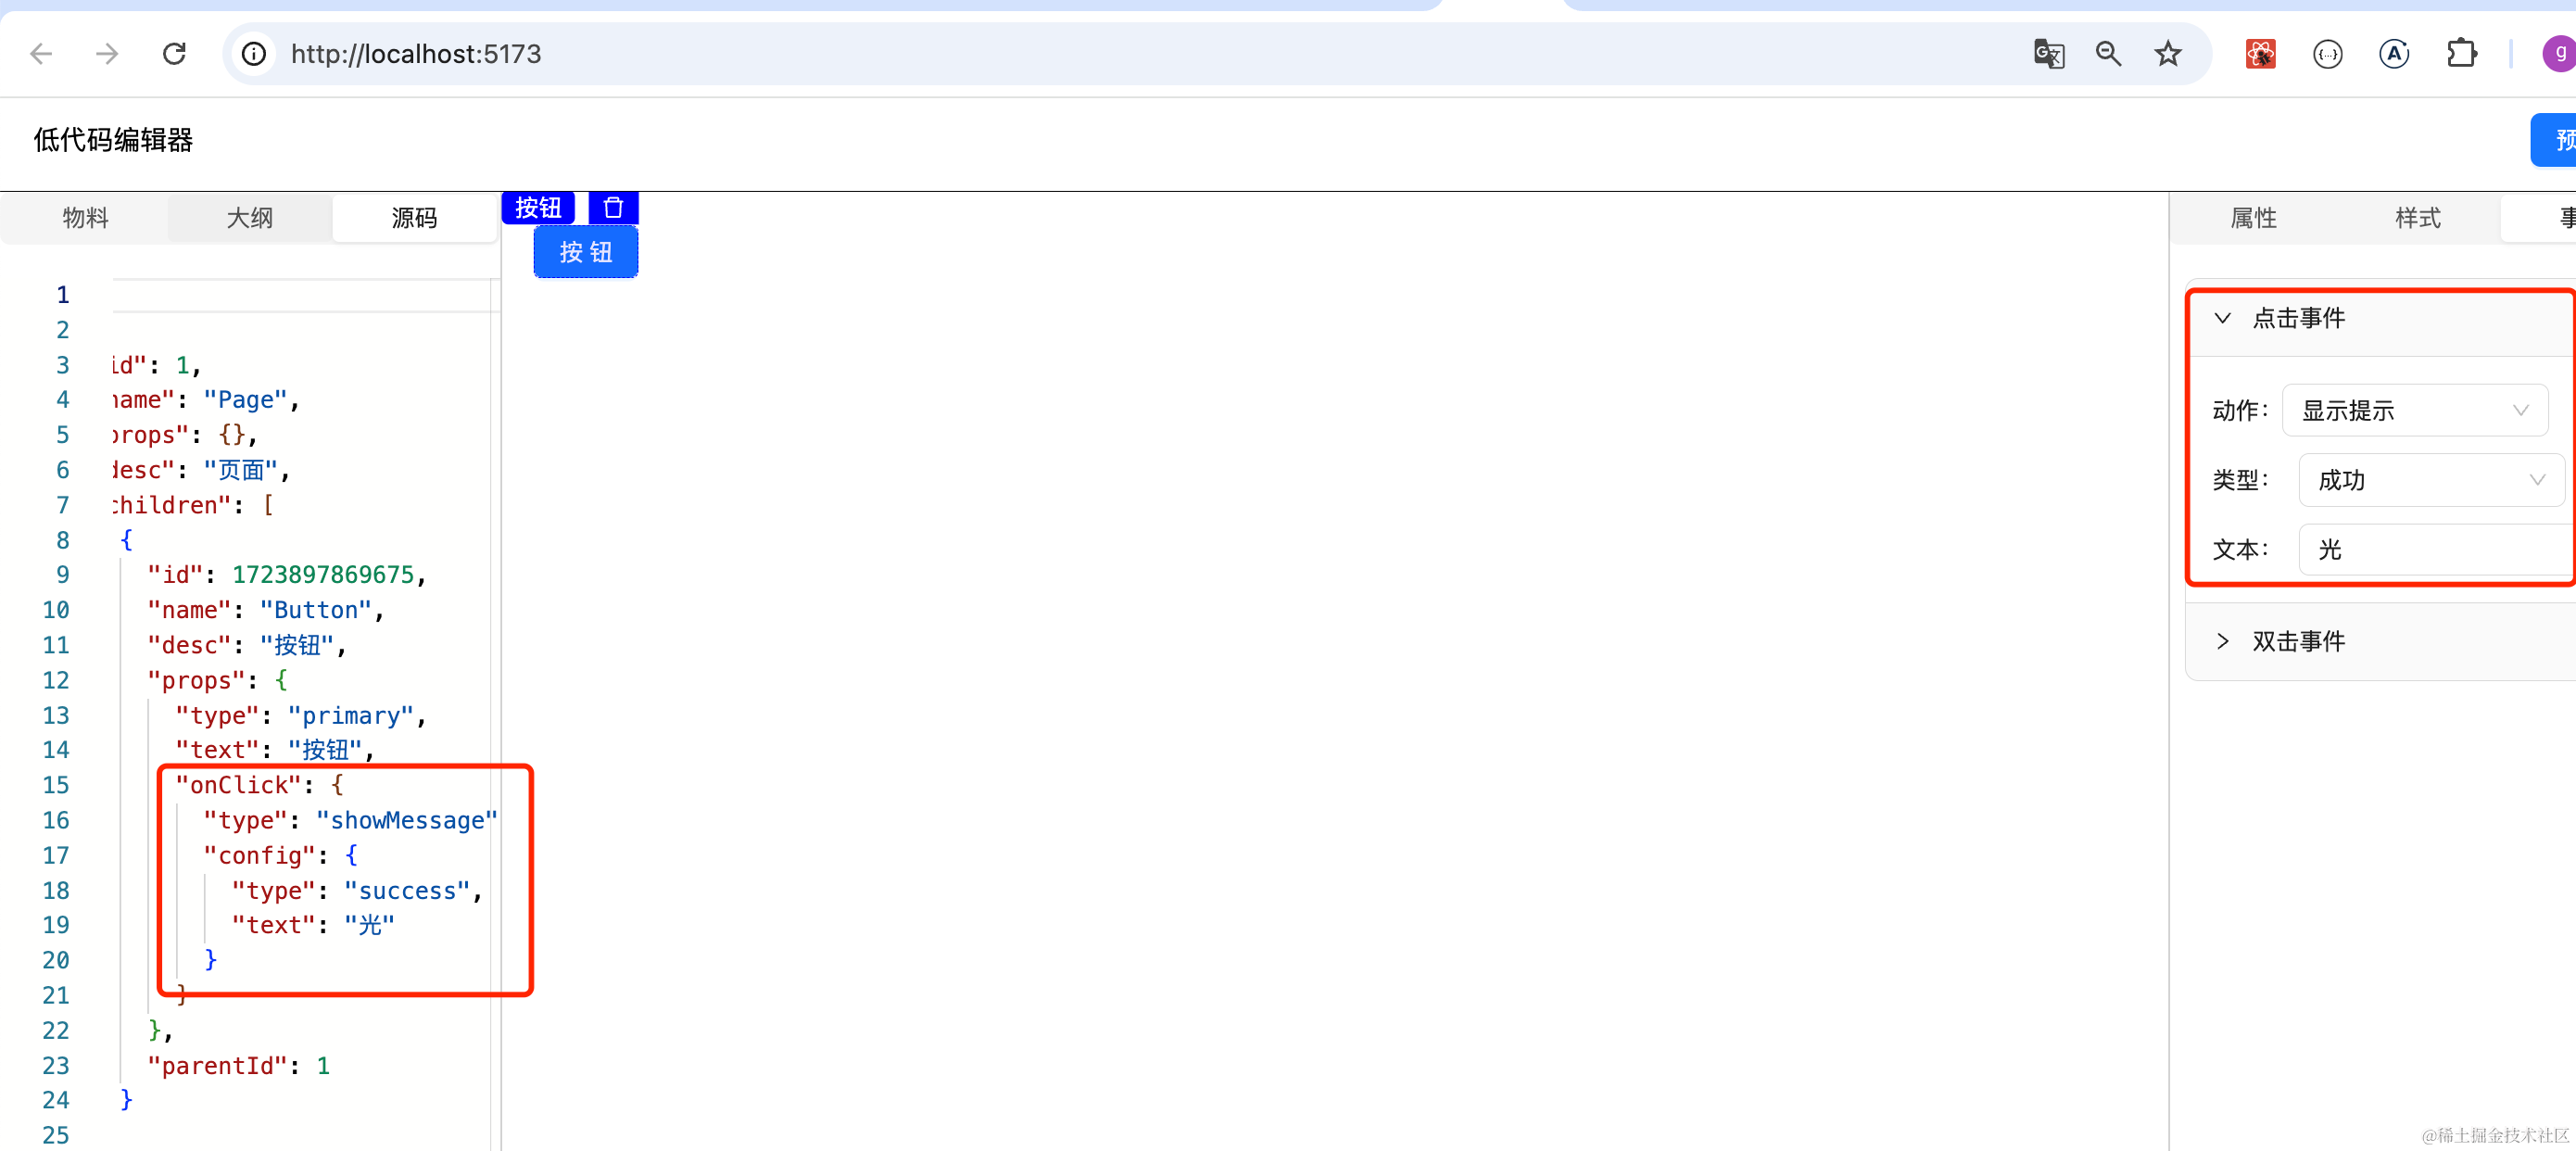 http://localhost:5173
g
低代码编辑器
预
物料
大纲
源码
按钮
按 钮
1
2
3 id": 1,
4 name": "Page",
5 props": {},
6 desc": "页面",
7 children": [
8 {
9 "id": 1723897869675,
10 "name": "Button",
11 "desc": "按钮",
12 "props": {
13 "type": "primary",
14 "text": "按钮",
15 "onClick": {
16 "type": "showMessage"
17 "config": {
18 "type": "success",
19 "text": "光"
20 }
21 }
22 },
23 "parentId": 1
24 }
25
属性
样式
事
点击事件
动作: 显示提示
类型: 成功
文本: 光
双击事件
@稀土掘金技术社区